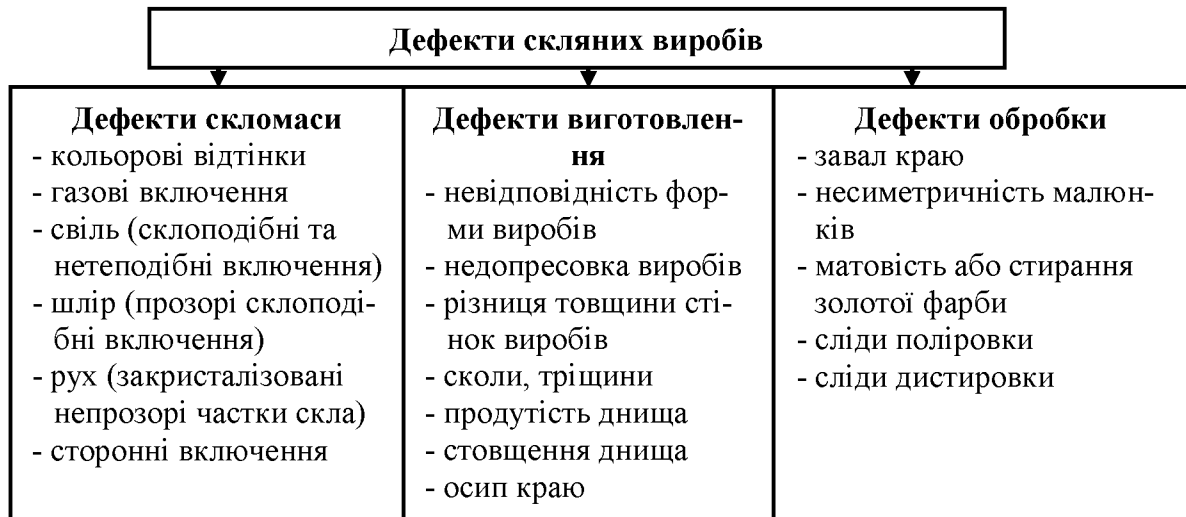 Дефекти скляних виробів
Дефекти скломаси
- кольорові відтінки
- газові включення
- свіль (склоподібні та
нетеподібні включення)
- шлір (прозорі склоподі-
бні включення)
- рух (закристалізовані
непрозорі частки скла)
- сторонні включення
Дефекти виготовлен-
ня
- невідповідність фор-
ми виробів
- недопресовка виробів
- різниця товщини сті-
нок виробів
- сколи, тріщини
- продутість днища
- стовщення днища
- осип краю
Дефекти обробки
- завал краю
- несиметричність малюн-
ків
- матовість або стирання
золотої фарби
- сліди поліровки
- сліди дистировки